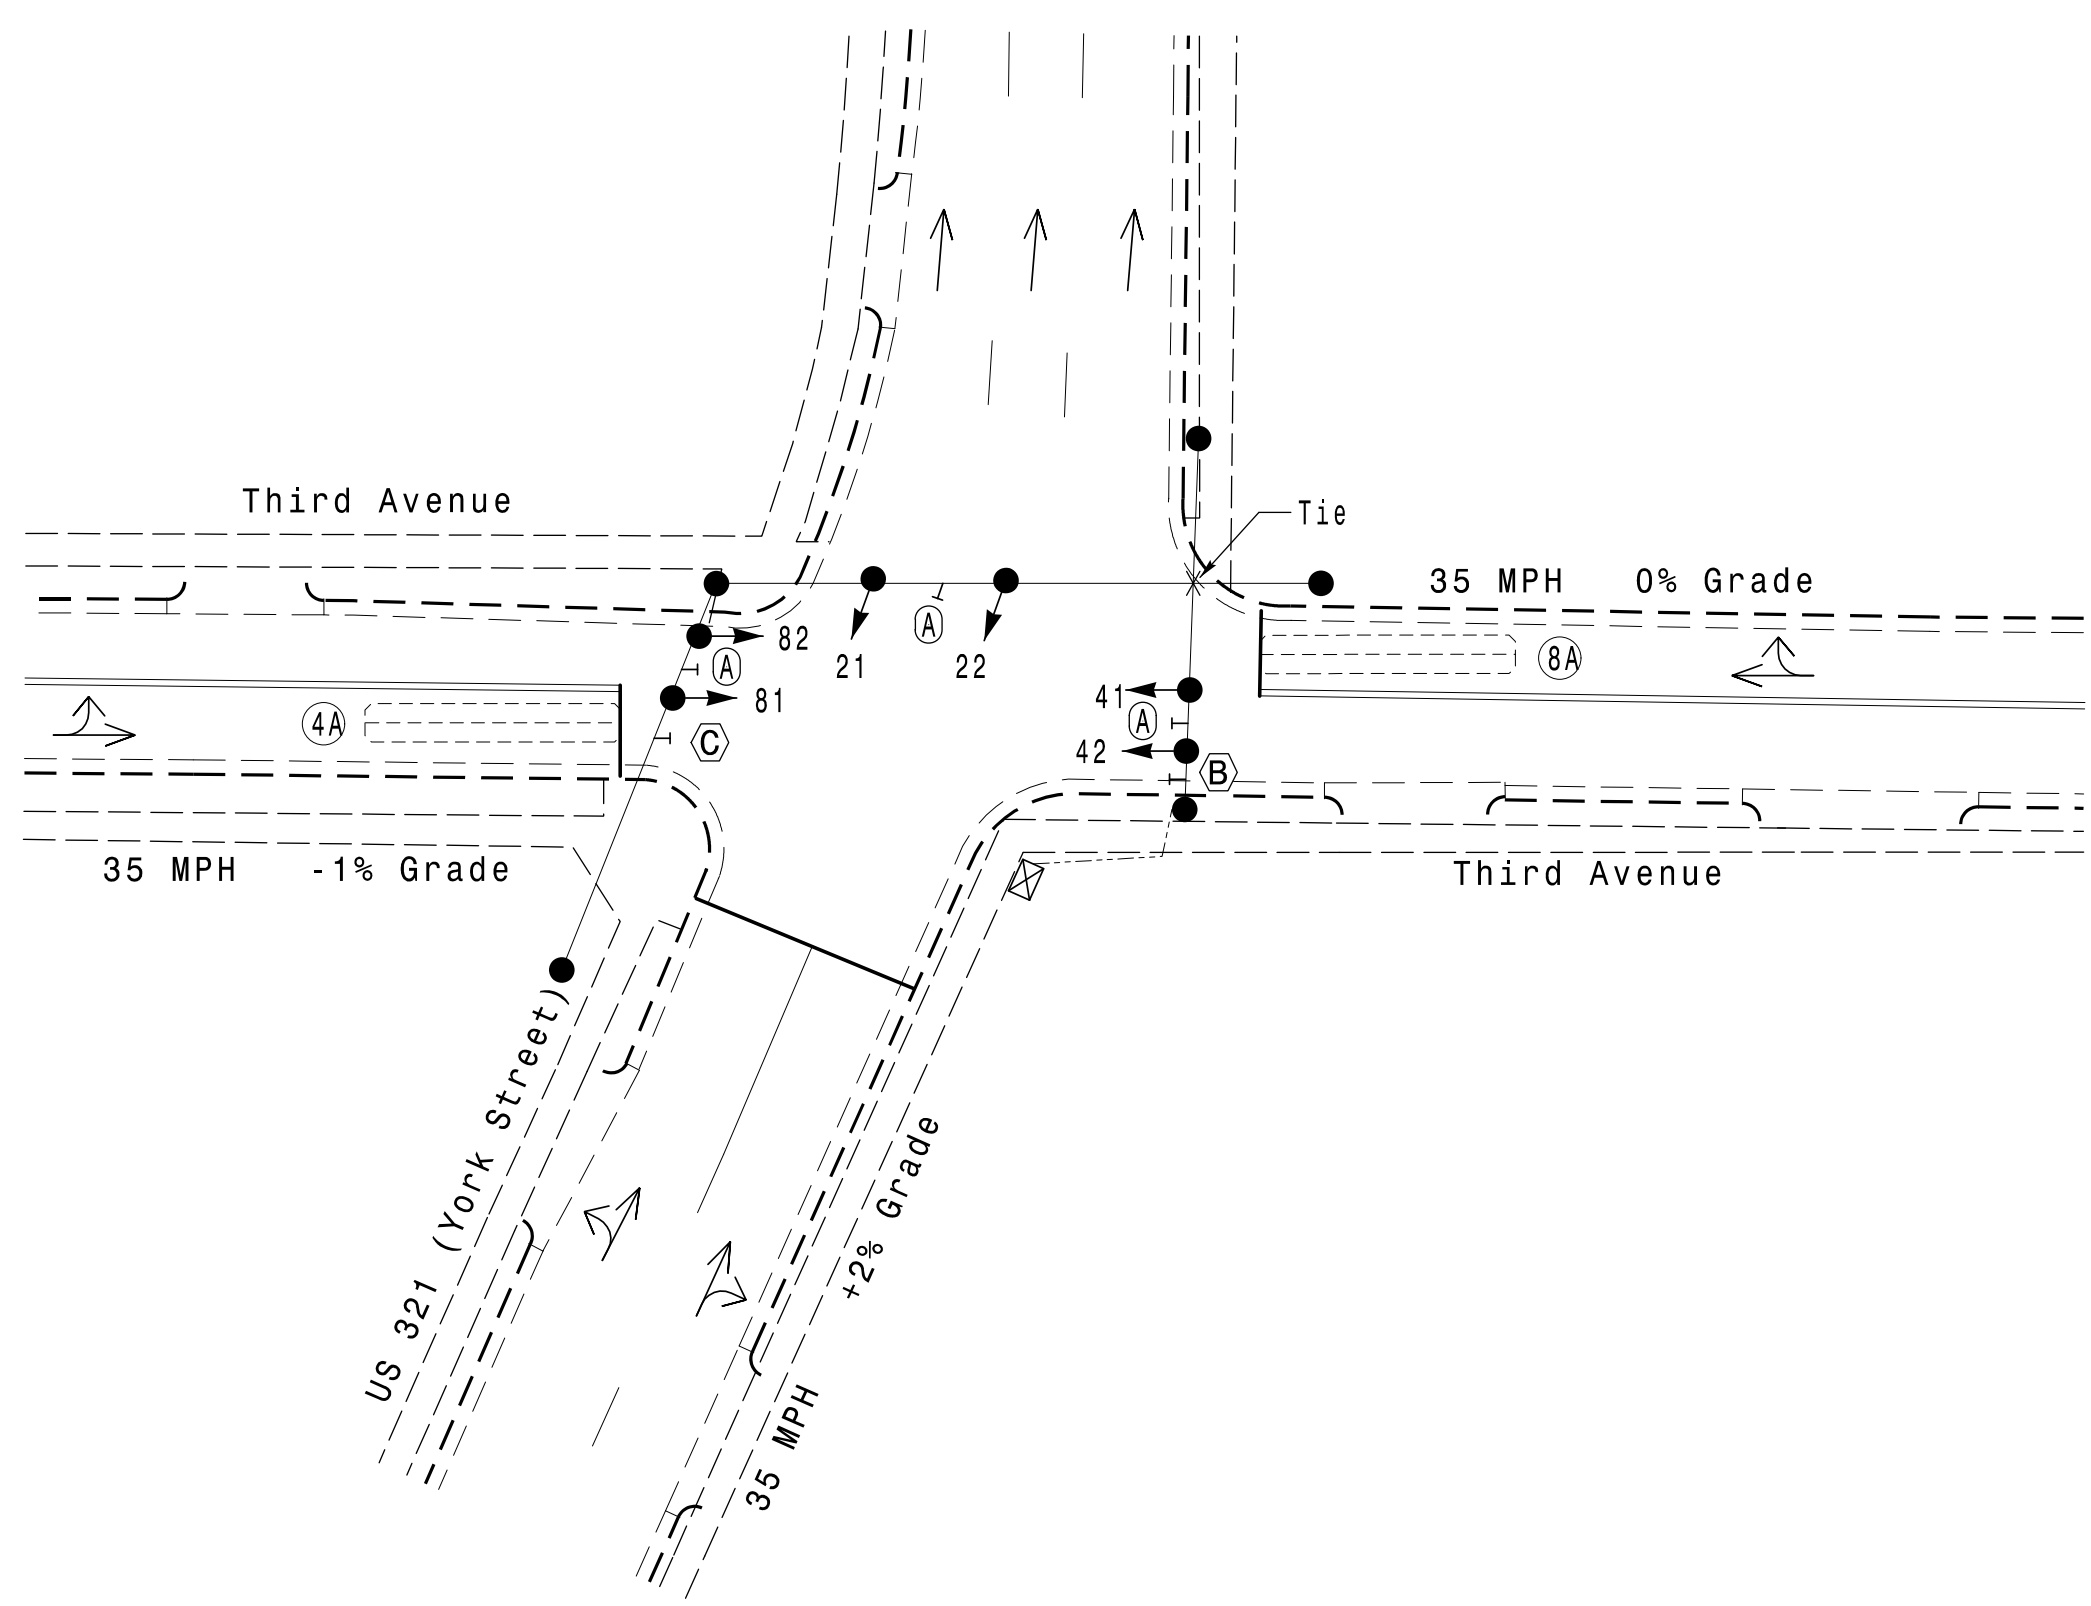 Third Avenue
Tie
35 MPH 0% Grade
82
A
21
22
A
8A
81
41
A
4A
C
42
B
35 MPH -1% Grade
Third Avenue
US 321 (York Street)
35 MPH +2% Grade